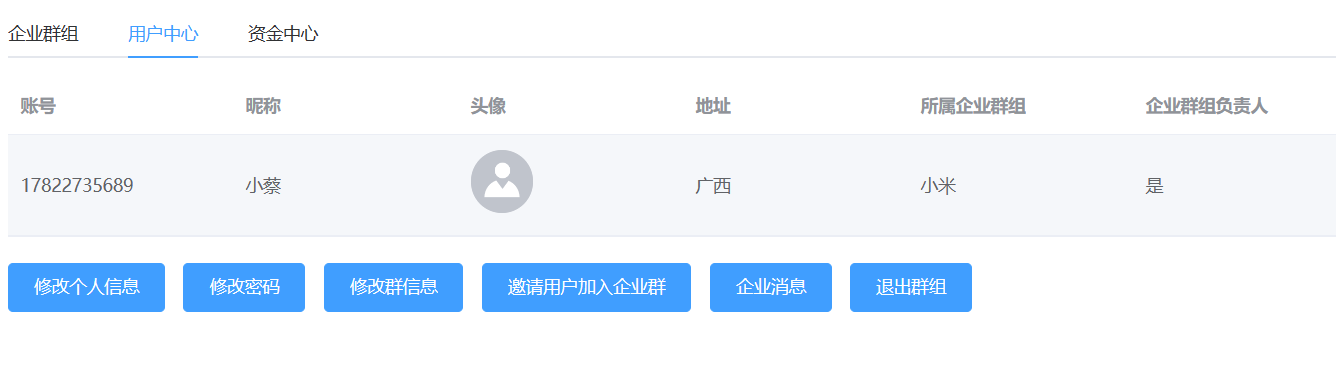 企业群组 用户中心 资金中心
账号 昵称 头像 地址 所属企业群组 企业群组负责人
17822735689 小蔡 广西 小米 是
修改个人信息 修改密码 修改群信息 邀请用户加入企业群 企业消息 退出群组